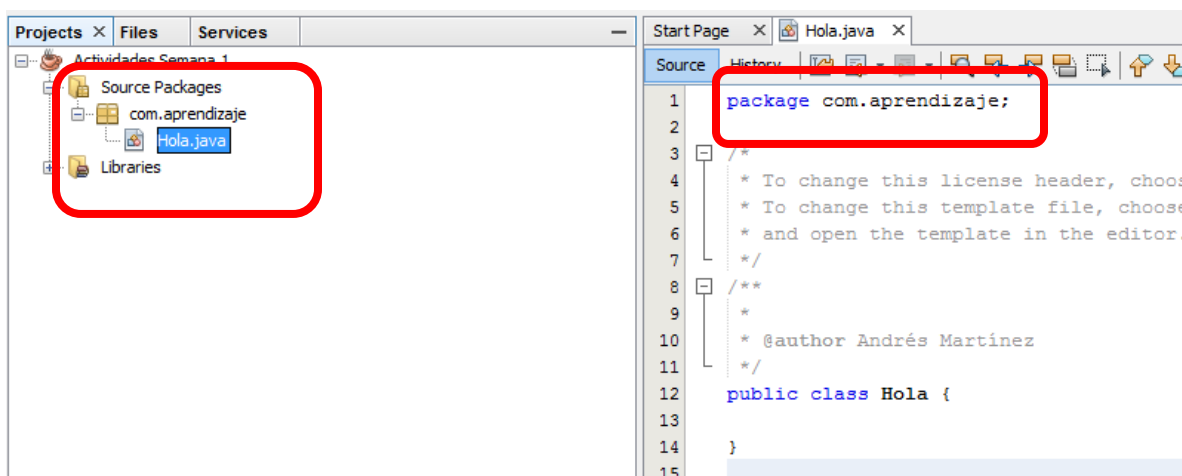 Projects Files Services
Actividades Semana 1
Source Packages
com.aprendizaje
Hola.java
Libraries
Start Page Hola.java
Source History
1 package com.aprendizaje;
2
3 /*
4 * To change this license header, choos
5 * To change this template file, choose
6 * and open the template in the editor.
7 */
8 /**
9 *
10 * @author Andrés Martínez
11 */
12 public class Hola {
13
14 }
15